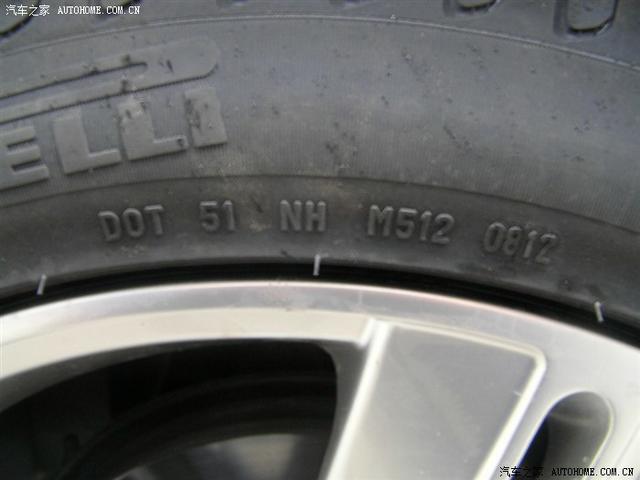 汽车之家 AUTOHOME.COM.CN
ELLI
DOT 51 NH M512 0812
汽车之家 AUTOHOME.COM.CN